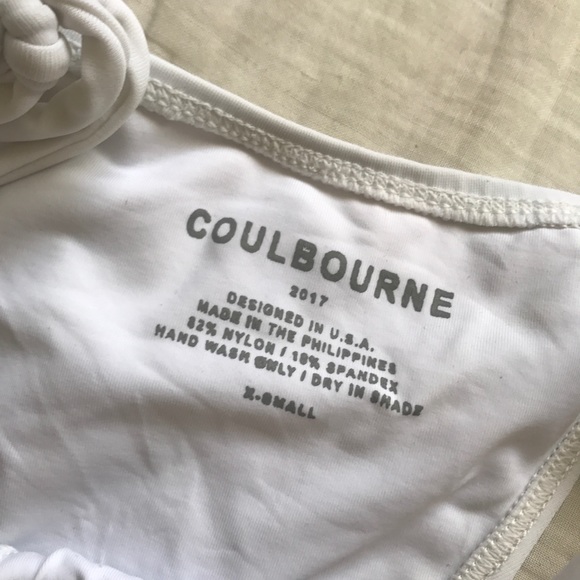 COULBOURNE
2017
DESIGNED IN U.S.A.
MADE IN THE PHILIPPINES
82% NYLON / 18% SPANDEX
HAND WASH ONLY / DRY IN SHADE
X-SMALL